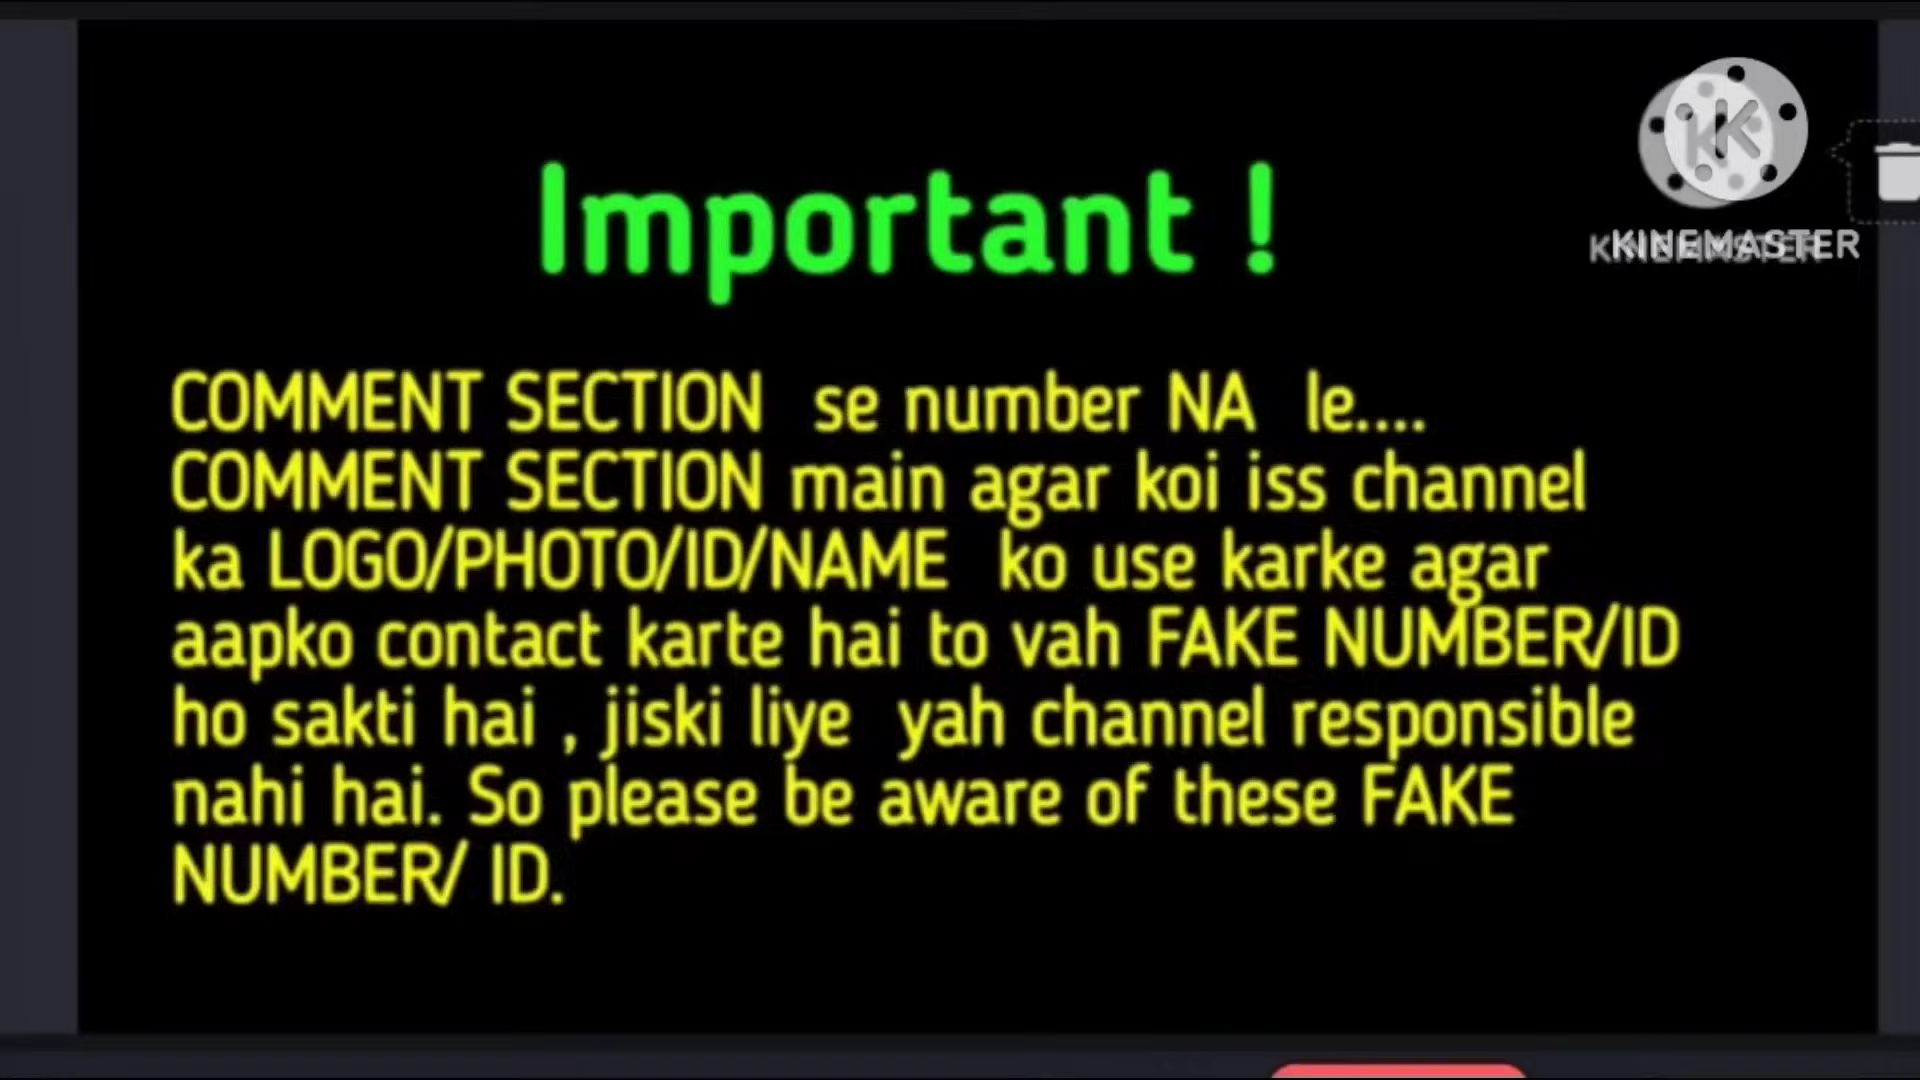 Important !
KINEMASTER
KINEMASTER
COMMENT SECTION se number NA le....
COMMENT SECTION main agar koi iss channel
ka LOGO/PHOTO/ID/NAME ko use karke agar
aapko contact karte hai to vah FAKE NUMBER/ID
ho sakti hai , jiski liye yah channel responsible
nahi hai. So please be aware of these FAKE
NUMBER/ ID.